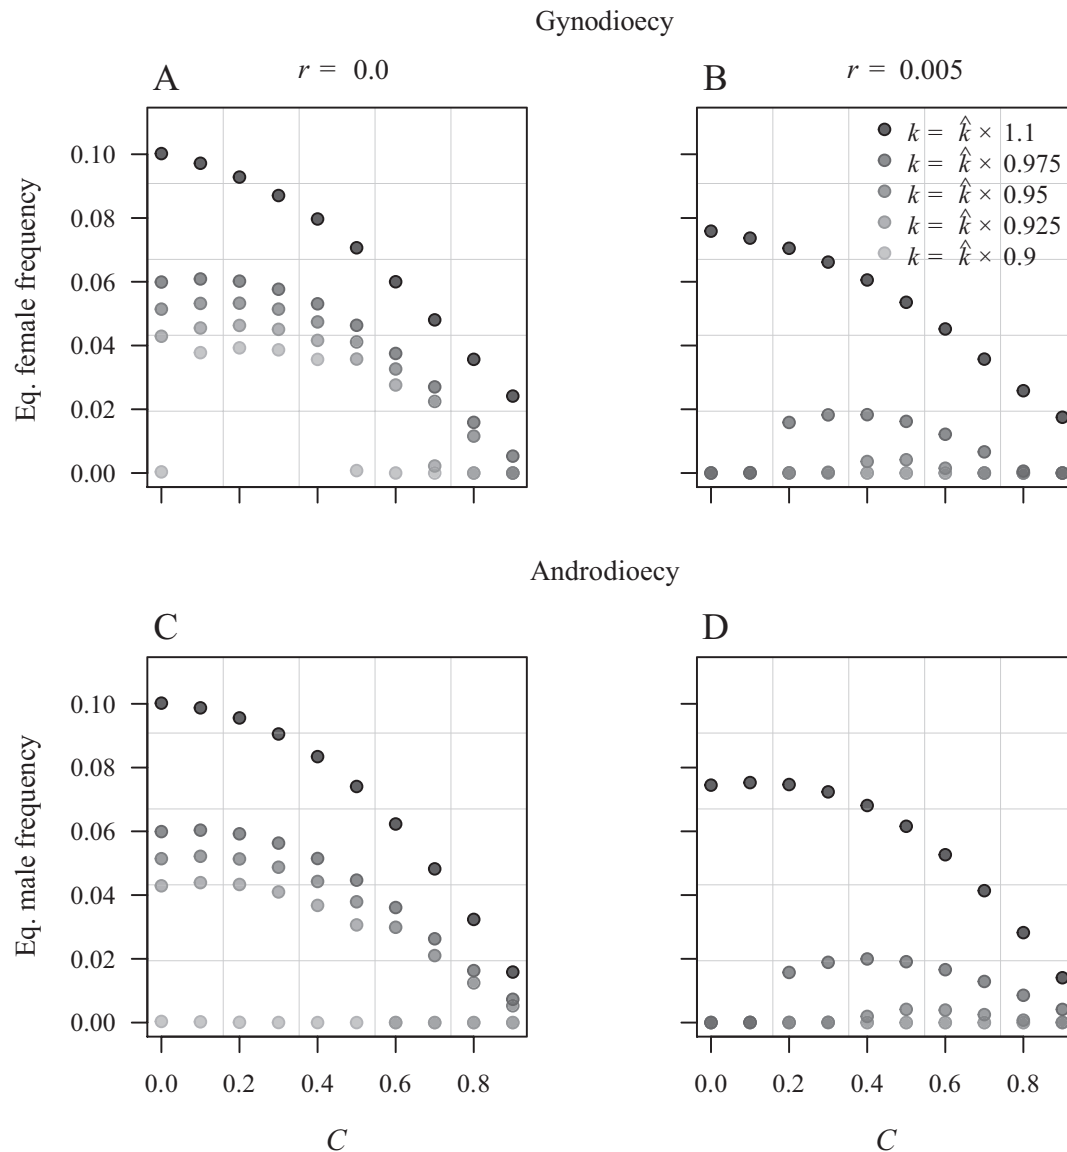 Gynodioecy
A
r = 0.0
B
r = 0.005
Eq. female frequency
0.10
0.08
0.06
0.04
0.02
0.00
k = k̂ × 1.1
k = k̂ × 0.975
k = k̂ × 0.95
k = k̂ × 0.925
k = k̂ × 0.9
Androdioecy
C
D
Eq. male frequency
0.10
0.08
0.06
0.04
0.02
0.00
0.0 0.2 0.4 0.6 0.8
0.0 0.2 0.4 0.6 0.8
C
C